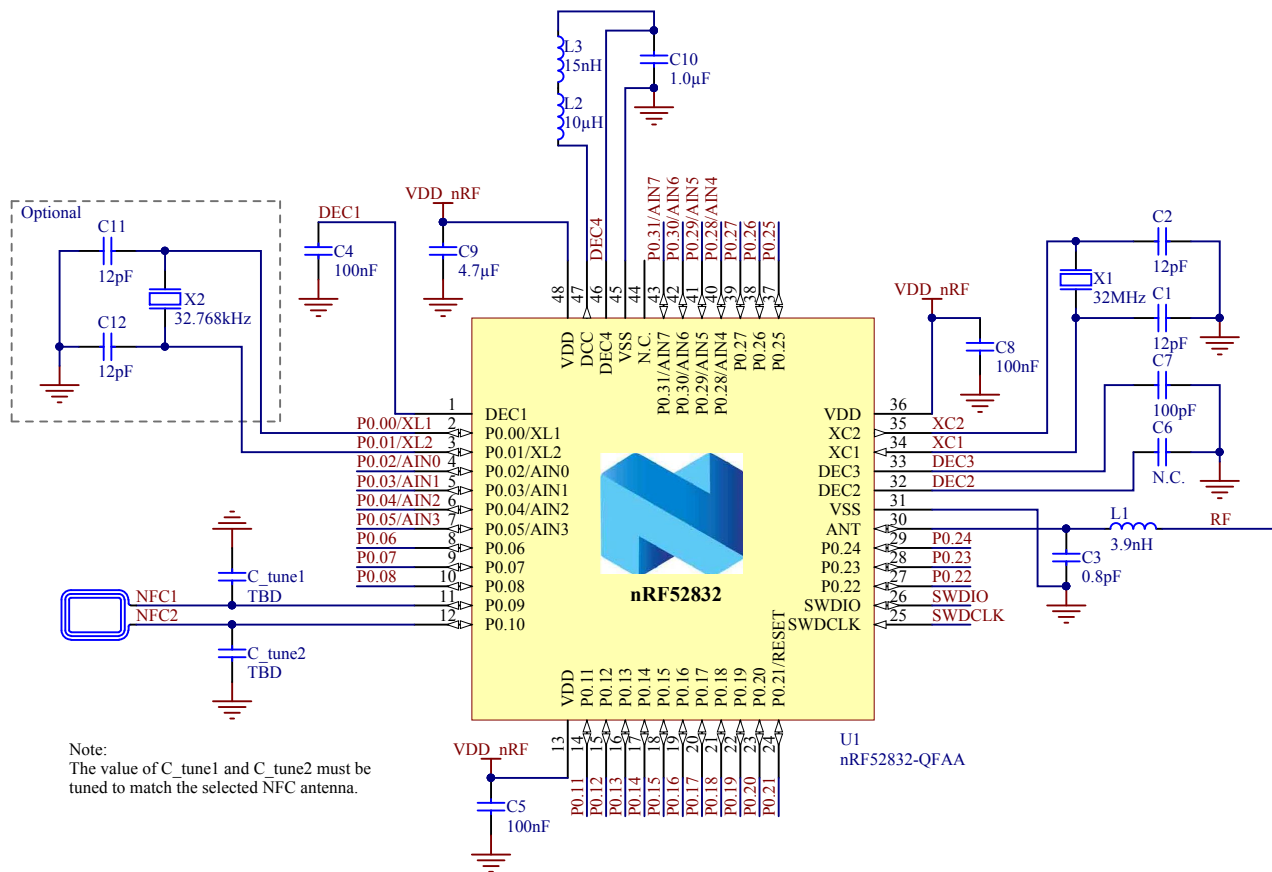 L3
15nH
L2
10µH
C10
1.0µF
Optional
C11
12pF
X2
32.768kHz
C12
12pF
DEC1
C4
100nF
VDD_nRF
C9
4.7µF
DEC4
P0.31/AIN7
P0.30/AIN6
P0.29/AIN5
P0.28/AIN4
P0.27
P0.26
P0.25
48
47
46
45
44
43
42
41
40
39
38
37
VDD
DCC
DEC4
VSS
N.C.
P0.31/AIN7
P0.30/AIN6
P0.29/AIN5
P0.28/AIN4
P0.27
P0.26
P0.25
VDD_nRF
C8
100nF
C2
12pF
X1
32MHz
C1
12pF
C7
100pF
C6
N.C.
1 DEC1
P0.00/XL1 2 P0.00/XL1
P0.01/XL2 3 P0.01/XL2
P0.02/AIN0 4 P0.02/AIN0
P0.03/AIN1 5 P0.03/AIN1
P0.04/AIN2 6 P0.04/AIN2
P0.05/AIN3 7 P0.05/AIN3
P0.06 8 P0.06
P0.07 9 P0.07
P0.08 10 P0.08
NFC1 11 P0.09
NFC2 12 P0.10
VDD 36
XC2 35 XC2
XC1 34 XC1
DEC3 33 DEC3
DEC2 32 DEC2
VSS 31
ANT 30
P0.24 29 P0.24
P0.23 28 P0.23
P0.22 27 P0.22
SWDIO 26 SWDIO
SWDCLK 25 SWDCLK
L1
3.9nH
RF
C3
0.8pF
nRF52832
C_tune1
TBD
C_tune2
TBD
VDD
P0.11
P0.12
P0.13
P0.14
P0.15
P0.16
P0.17
P0.18
P0.19
P0.20
P0.21/RESET
13
14
15
16
17
18
19
20
21
22
23
24
P0.11
P0.12
P0.13
P0.14
P0.15
P0.16
P0.17
P0.18
P0.19
P0.20
P0.21
VDD_nRF
C5
100nF
U1
nRF52832-QFAA
Note:
The value of C_tune1 and C_tune2 must be
tuned to match the selected NFC antenna.